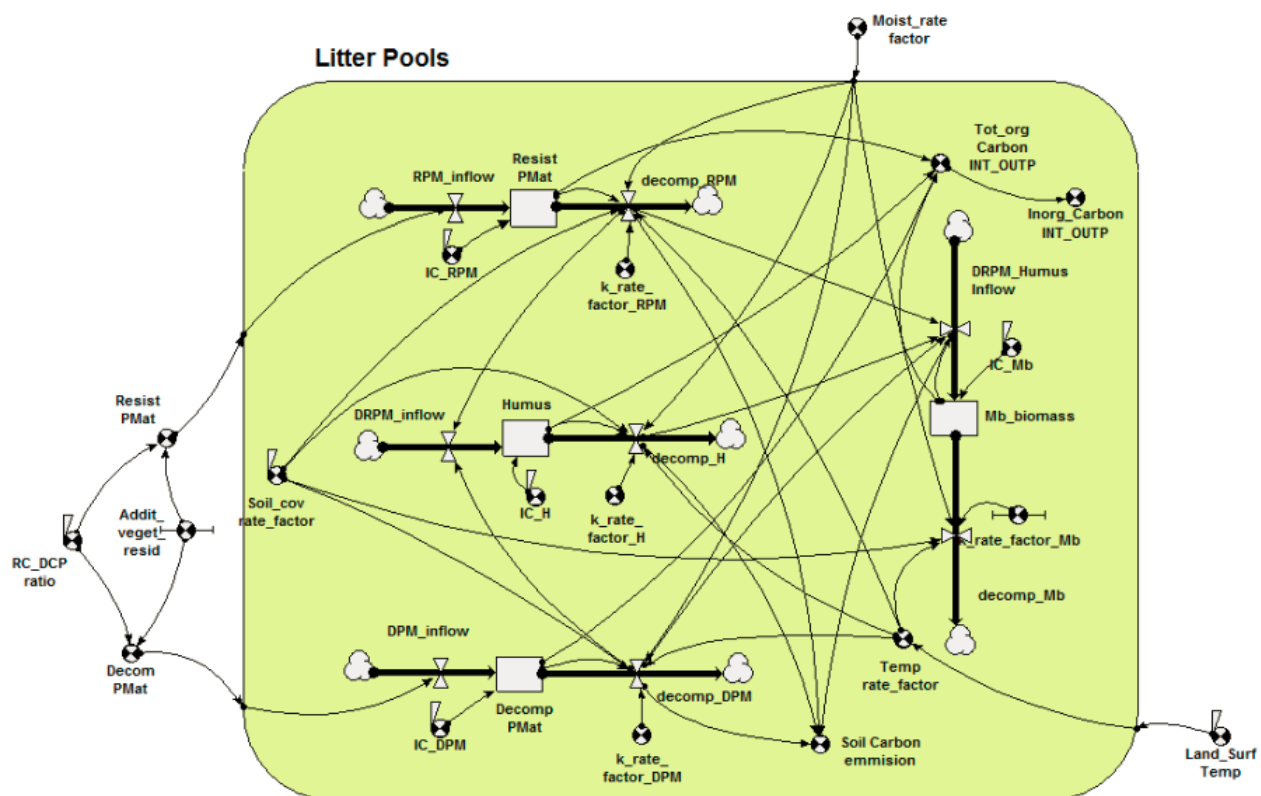 Moist_rate
factor
Litter Pools
Tot_org
Carbon
INT_OUTP
Resist
PMat
RPM_inflow
decomp_RPM
Inorg_Carbon
INT_OUTP
IC_RPM
k_rate_
factor_RPM
DRPM_Humus
Inflow
IC_Mb
Resist
PMat
DRPM_inflow
Humus
Mb_biomass
decomp_H
Soil_cov
rate_factor
IC_H
k_rate_
factor_H
Addit_
veget_
resid
RC_DCP
ratio
_rate_factor_Mb
decomp_Mb
DPM_inflow
Decom
PMat
Temp
rate_factor
decomp_DPM
Decomp
PMat
IC_DPM
k_rate_
factor_DPM
Soil Carbon
emmision
Land_Surf
Temp